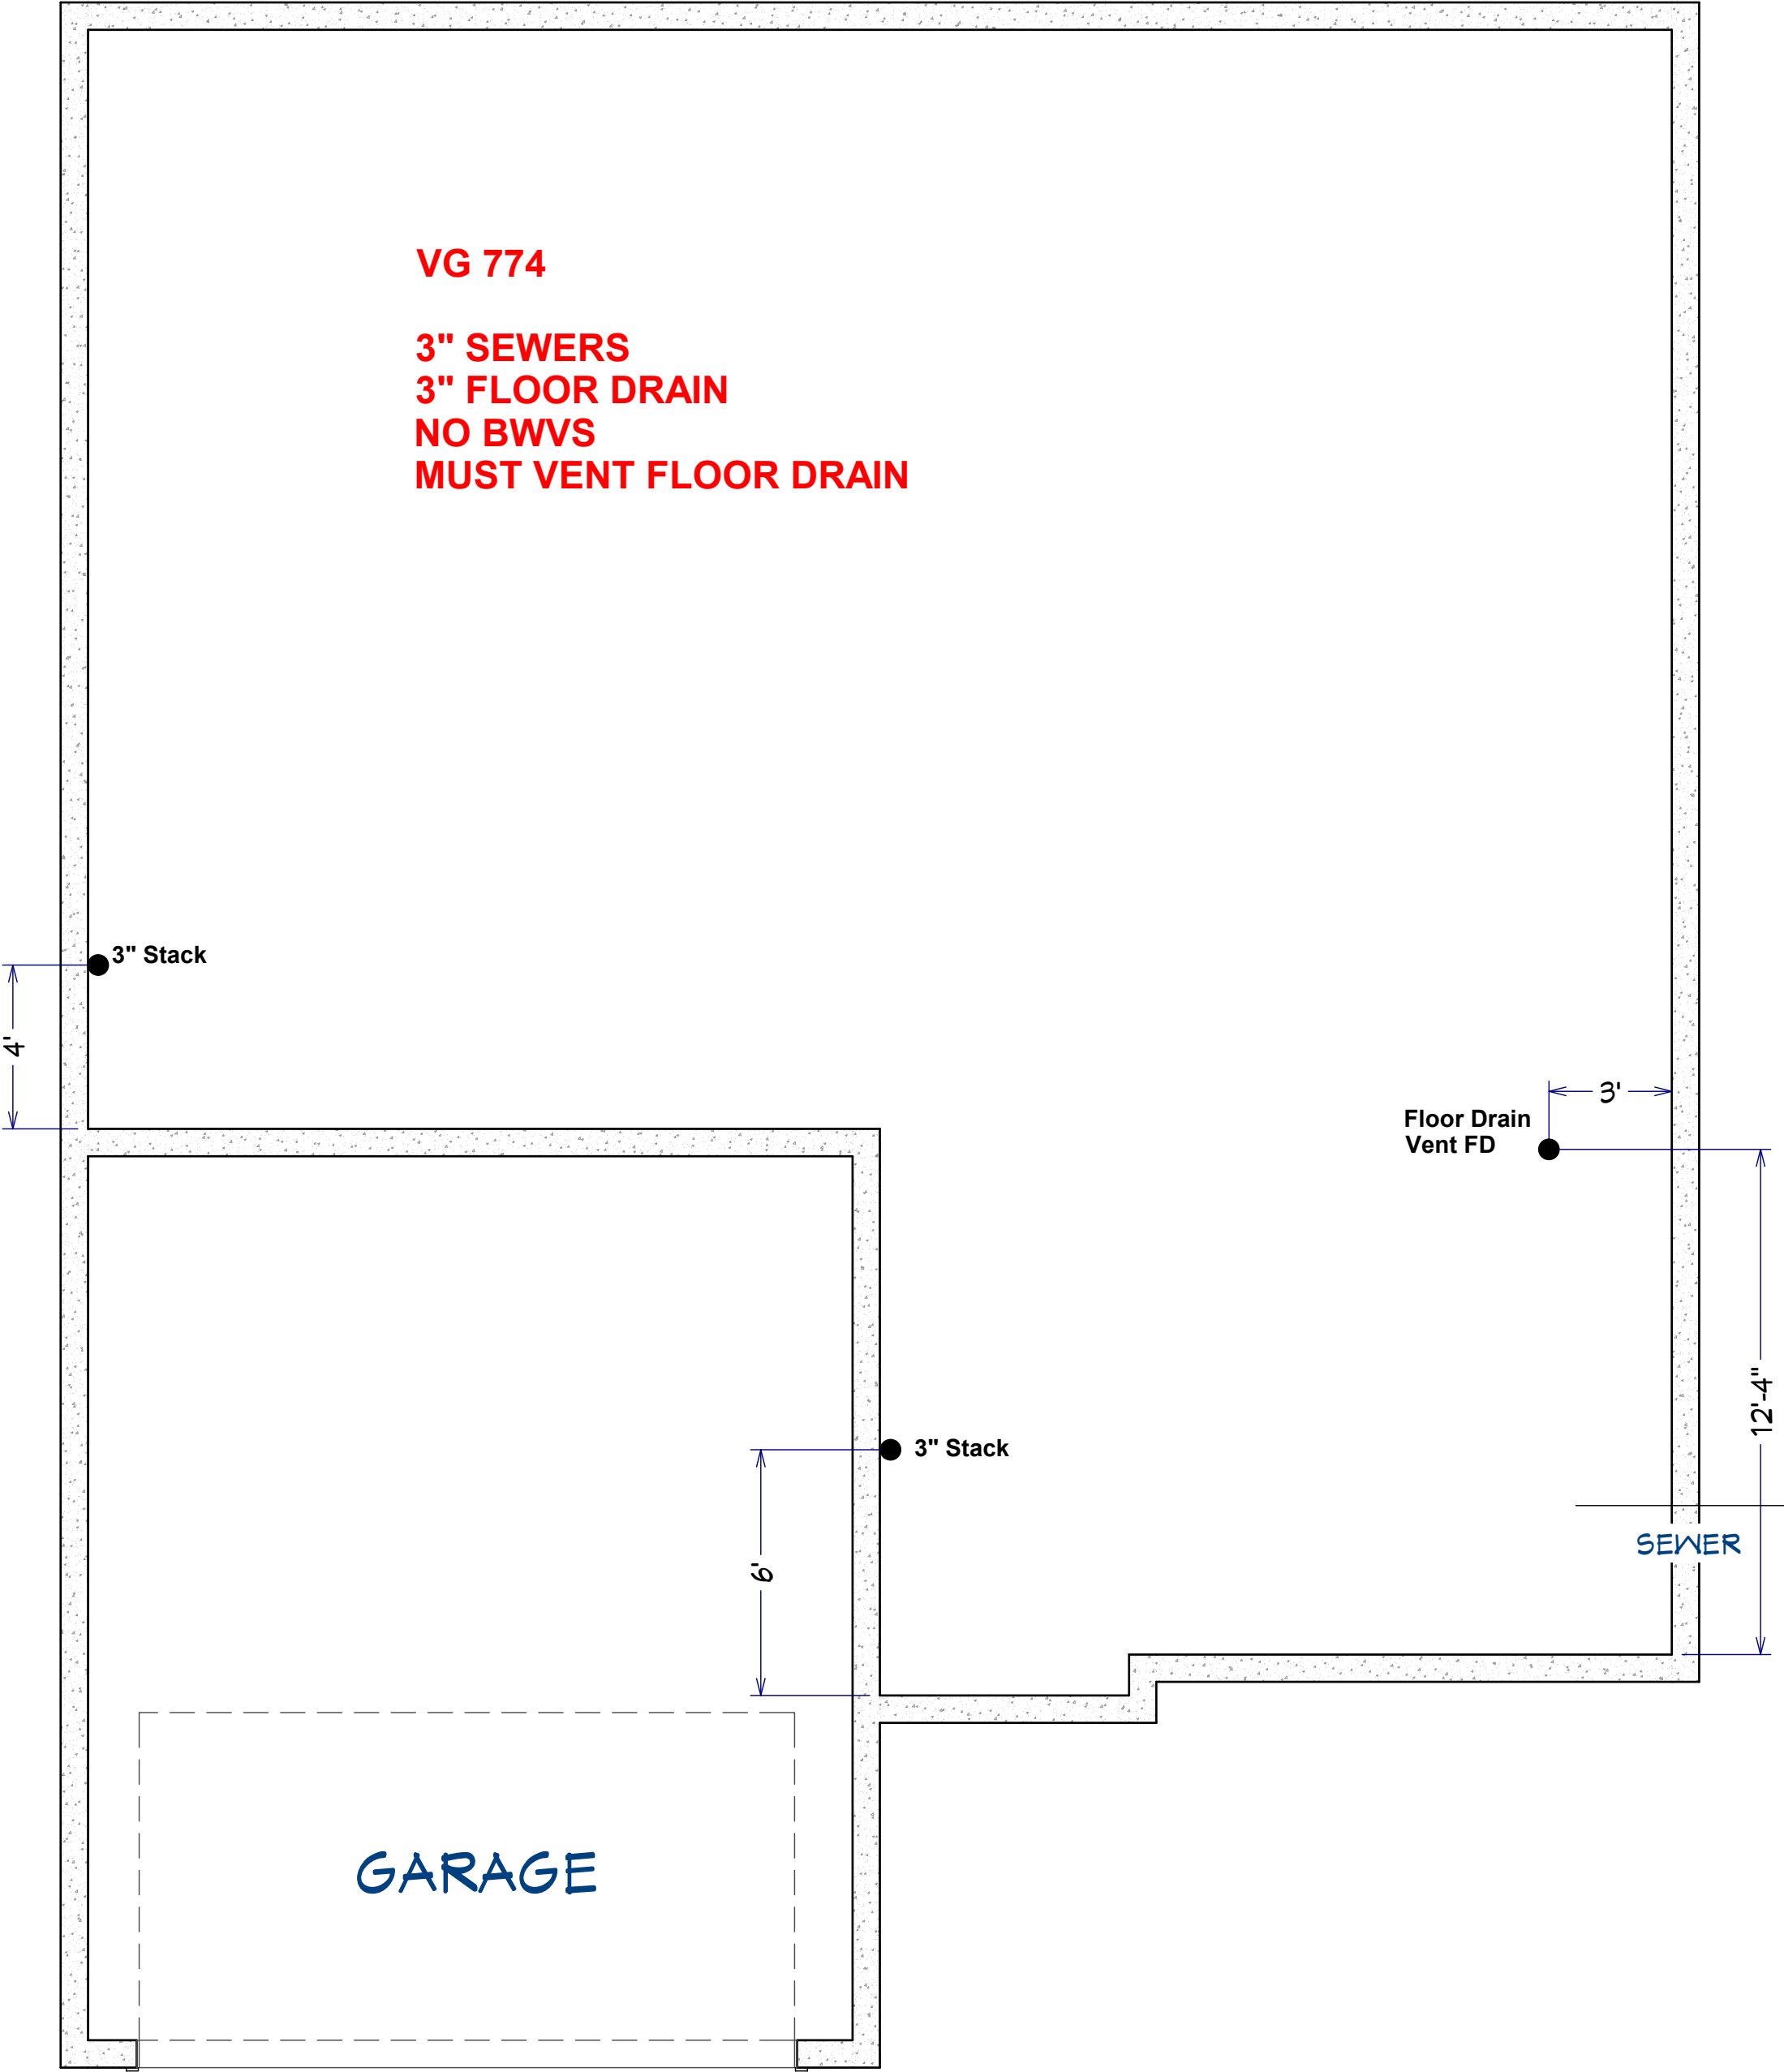 VG 774
3" SEWERS
3" FLOOR DRAIN
NO BWVS
MUST VENT FLOOR DRAIN
3" Stack
4'
3'
Floor Drain
Vent FD
12'-4"
3" Stack
6'
SEWER
GARAGE